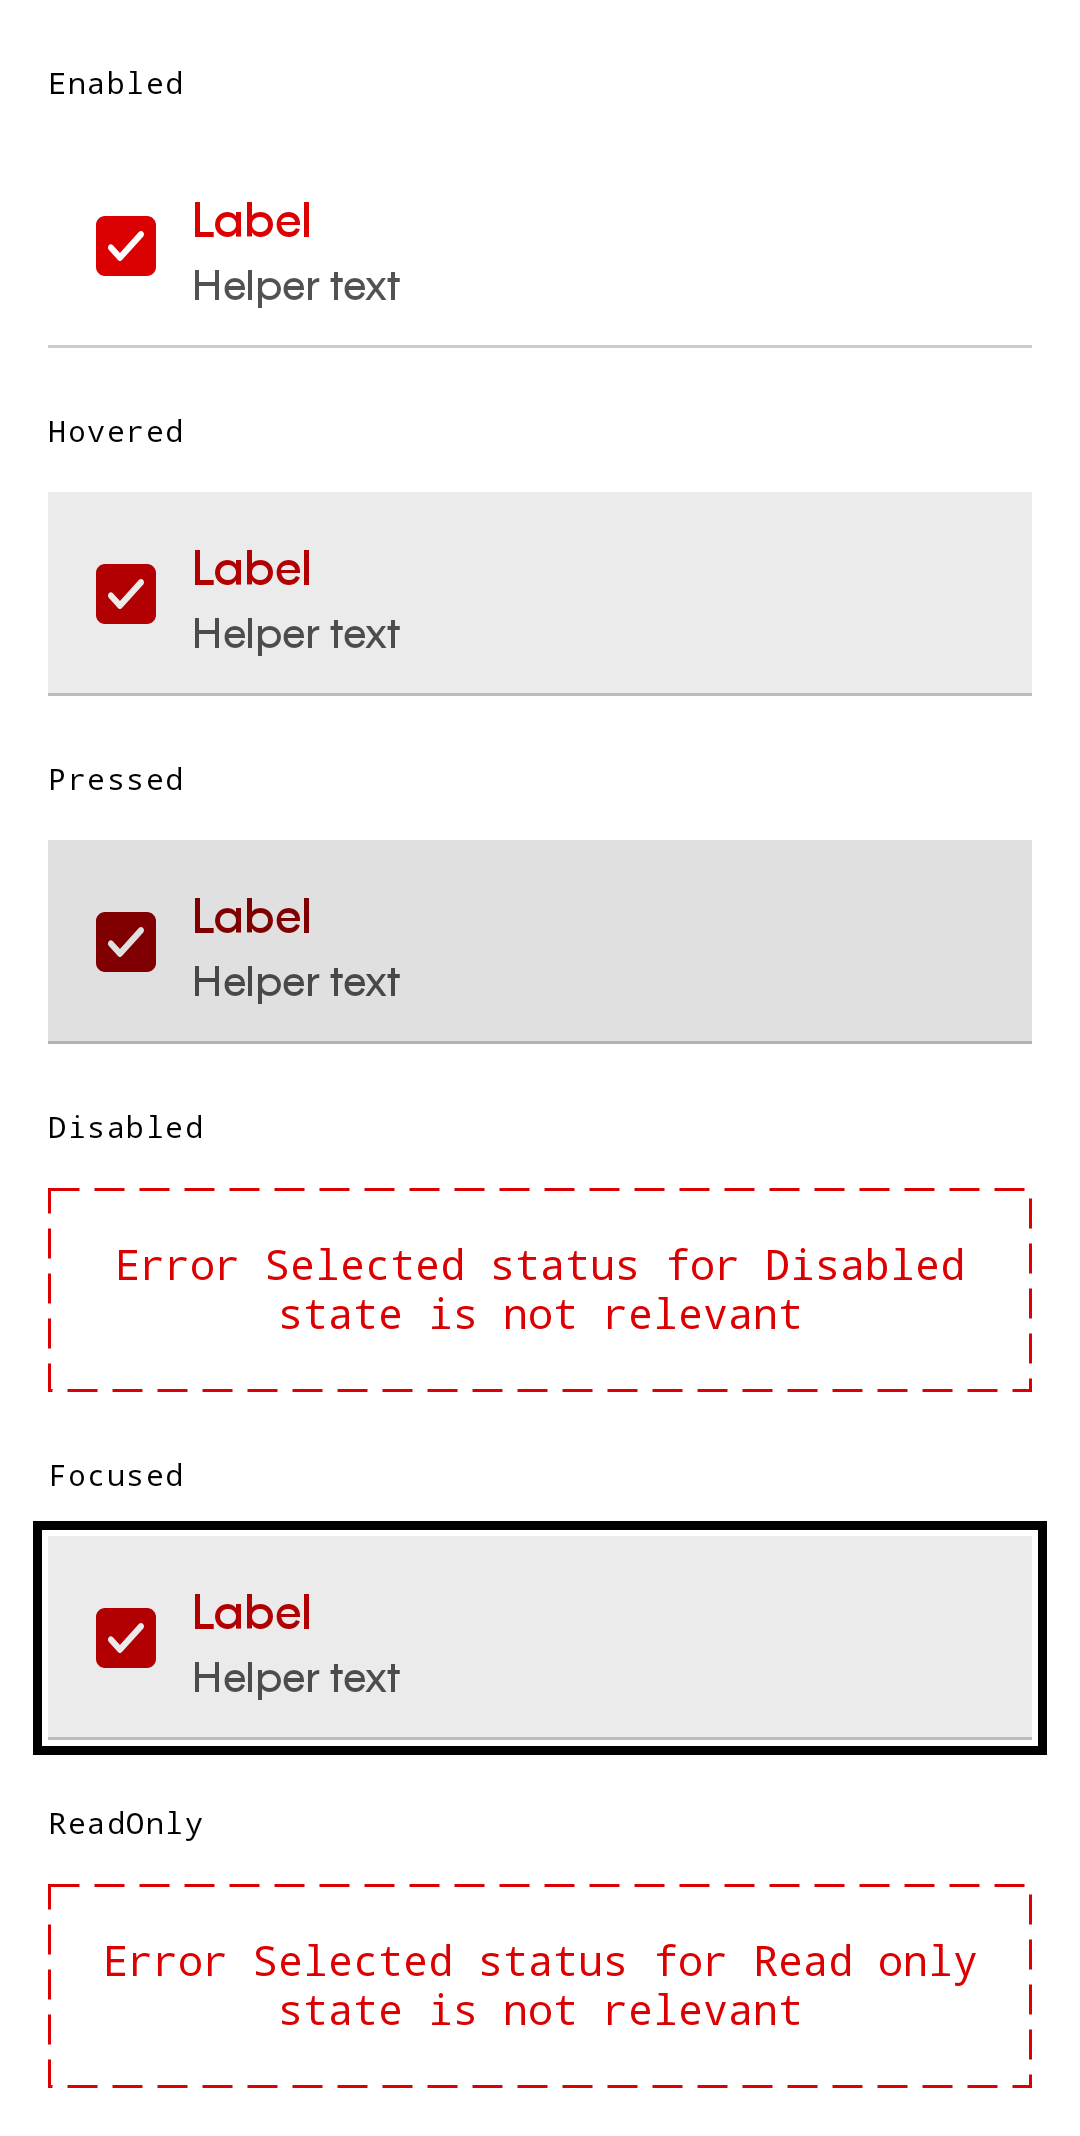 Enabled
Label
Helper text
Hovered
Label
Helper text
Pressed
Label
Helper text
Disabled
Error Selected status for Disabled
state is not relevant
Focused
Label
Helper text
ReadOnly
Error Selected status for Read only
state is not relevant